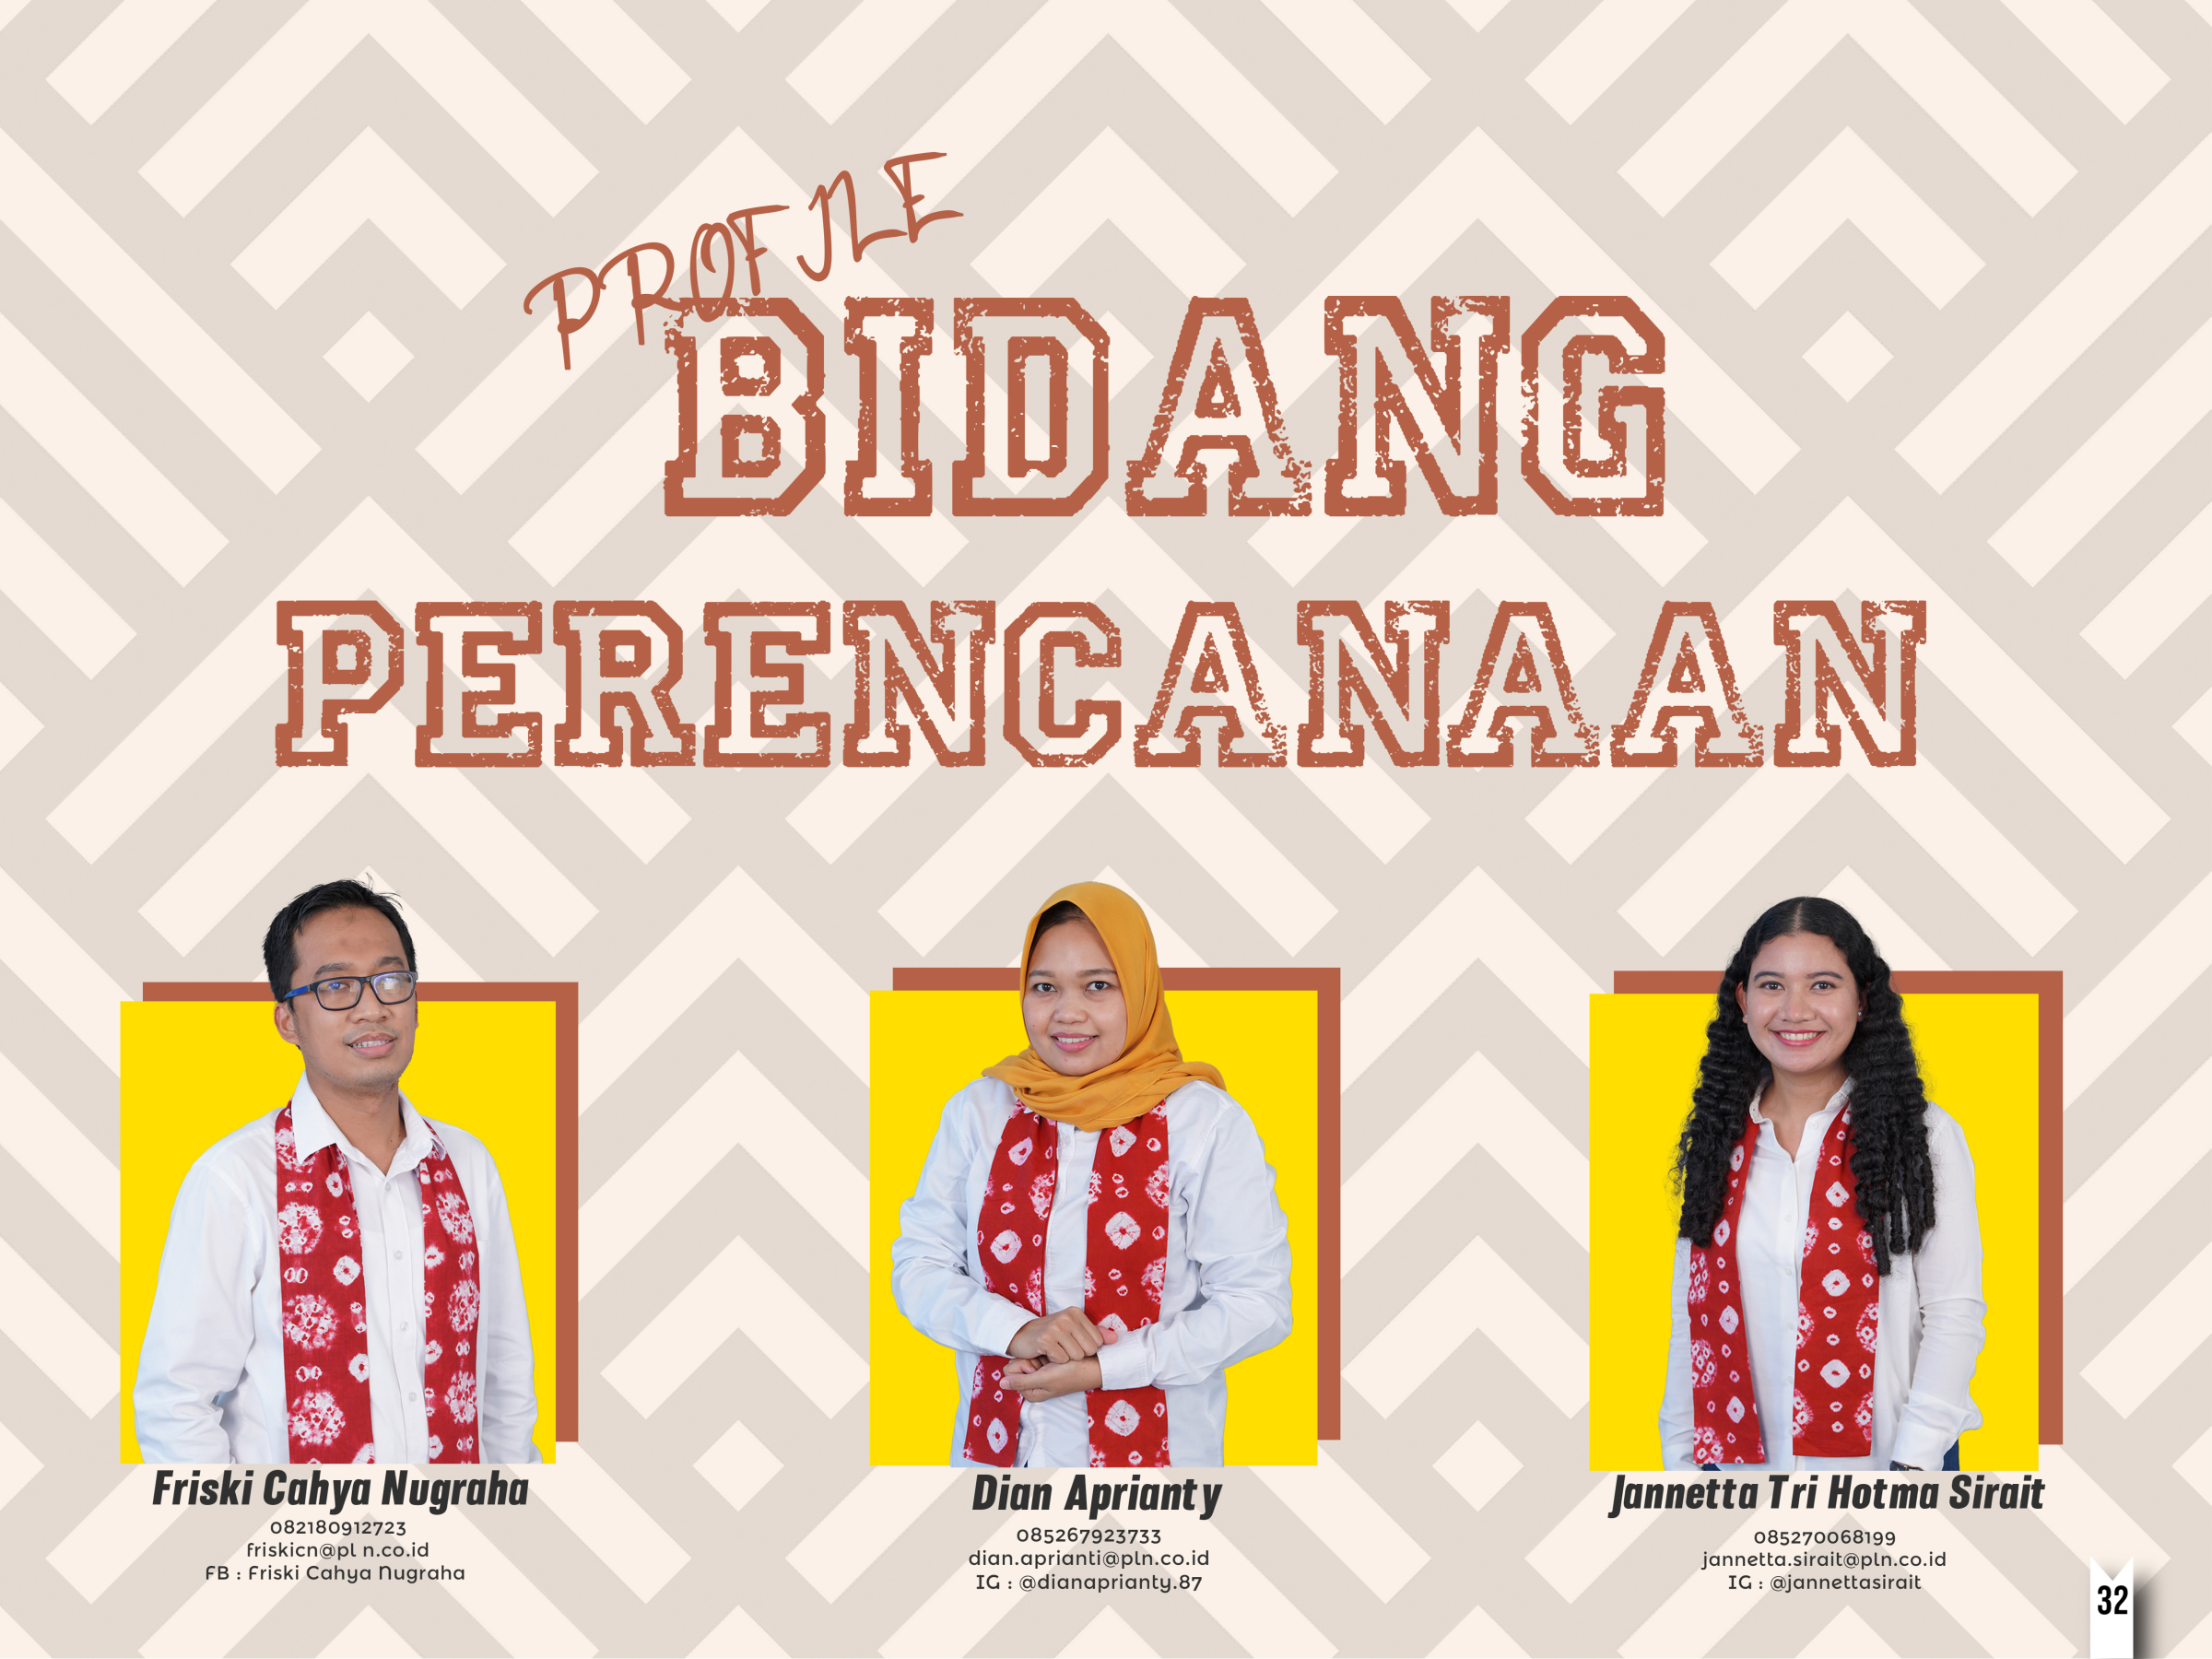 PROFILE
BIDANG
PERENCANAAN
Friski Cahya Nugraha
082180912723
friskicn@pl n.co.id
FB : Friski Cahya Nugraha
Dian Aprianty
085267923733
dian.aprianti@pln.co.id
IG : @dianaprianty.87
Jannetta Tri Hotma Sirait
085270068199
jannetta.sirait@pln.co.id
IG : @jannettasirait
32